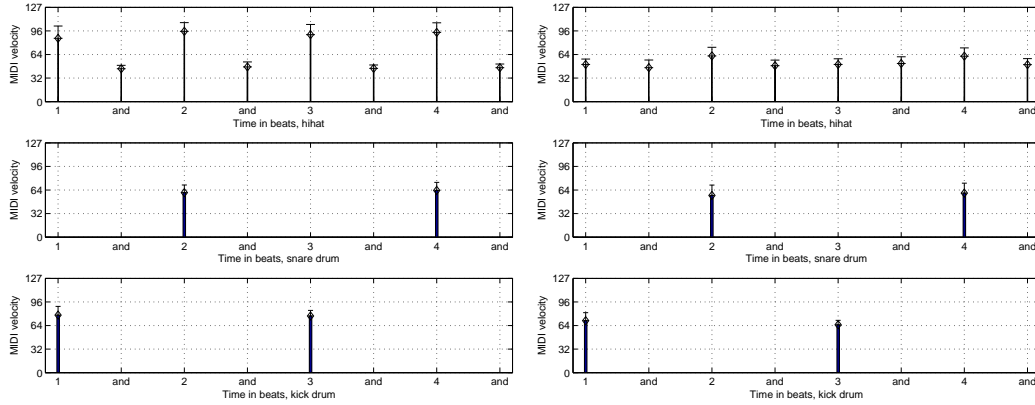 127
96
64
32
0
MIDI velocity
1 and 2 and 3 and 4 and
Time in beats, hihat
127
96
64
32
0
MIDI velocity
1 and 2 and 3 and 4 and
Time in beats, hihat
127
96
64
32
0
MIDI velocity
1 and 2 and 3 and 4 and
Time in beats, snare drum
127
96
64
32
0
MIDI velocity
1 and 2 and 3 and 4 and
Time in beats, snare drum
127
96
64
32
0
MIDI velocity
1 and 2 and 3 and 4 and
Time in beats, kick drum
127
96
64
32
0
MIDI velocity
1 and 2 and 3 and 4 and
Time in beats, kick drum